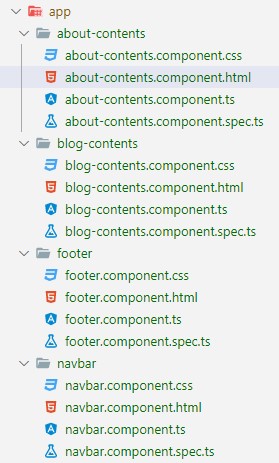 app
about-contents
about-contents.component.css
about-contents.component.html
about-contents.component.ts
about-contents.component.spec.ts
blog-contents
blog-contents.component.css
blog-contents.component.html
blog-contents.component.ts
blog-contents.component.spec.ts
footer
footer.component.css
footer.component.html
footer.component.ts
footer.component.spec.ts
navbar
navbar.component.css
navbar.component.html
navbar.component.ts
navbar.component.spec.ts